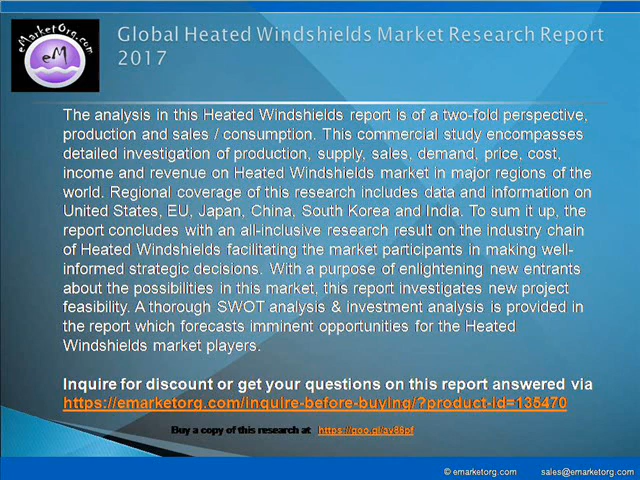 eMarketOrg.com
eM
Global Heated Windshields Market Research Report
2017
The analysis in this Heated Windshields report is of a two-fold perspective,
production and sales / consumption. This commercial study encompasses
detailed investigation of production, supply, sales, demand, price, cost,
income and revenue on Heated Windshields market in major regions of the
world. Regional coverage of this research includes data and information on
United States, EU, Japan, China, South Korea and India. To sum it up, the
report concludes with an all-inclusive research result on the industry chain
of Heated Windshields facilitating the market participants in making well-
informed strategic decisions. With a purpose of enlightening new entrants
about the possibilities in this market, this report investigates new project
feasibility. A thorough SWOT analysis & investment analysis is provided in
the report which forecasts imminent opportunities for the Heated
Windshields market players.
Inquire for discount or get your questions on this report answered via
https://emarketorg.com/inquire-before-buying/?product-id=135470
Buy a copy of this research at
© emarketorg.com sales@emarketorg.com